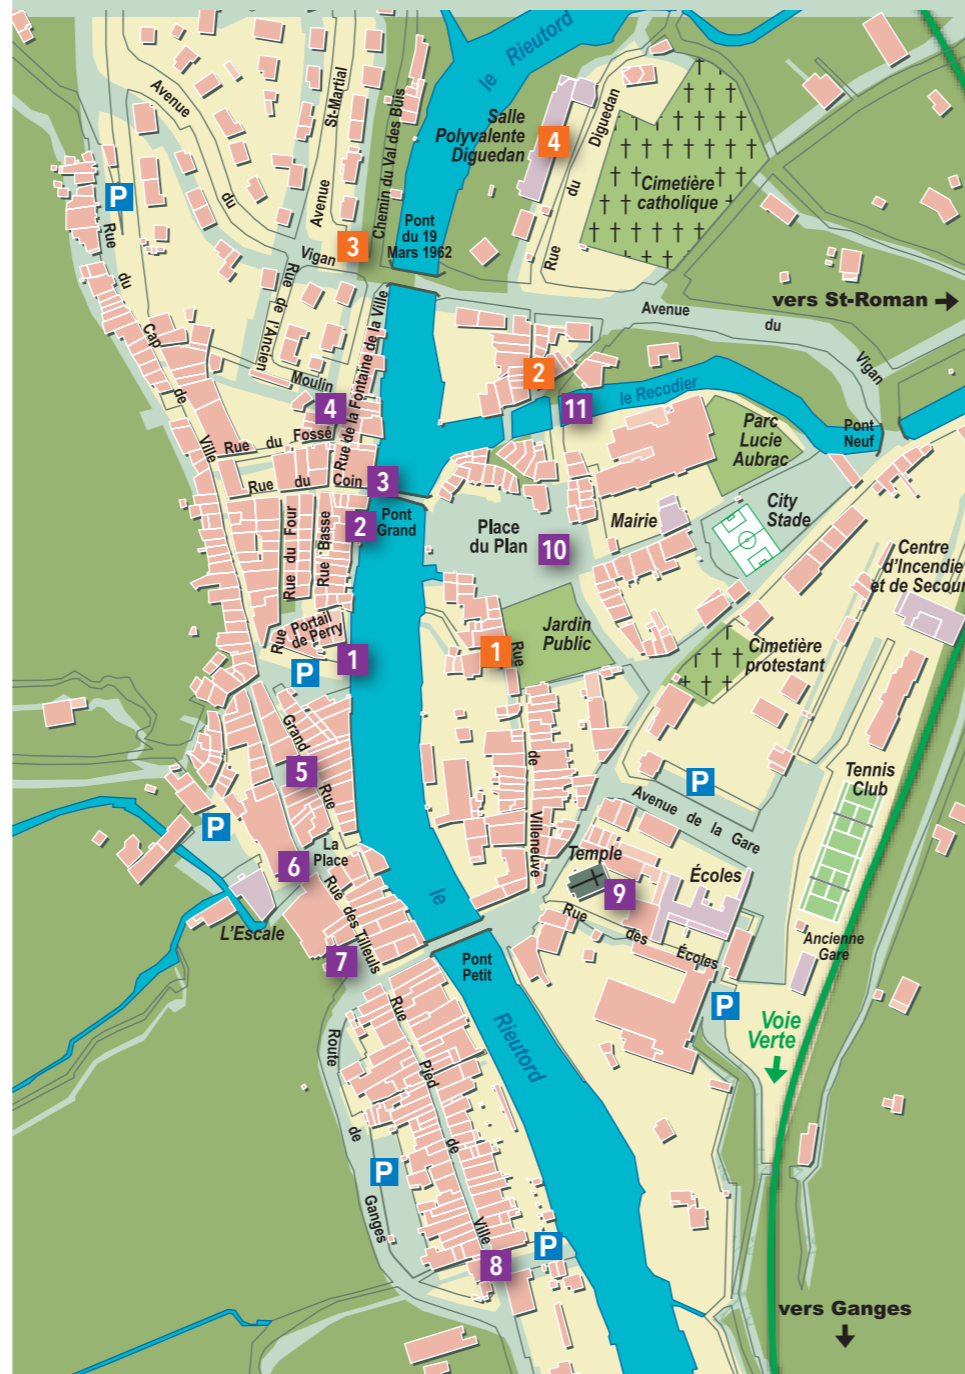 le Rieutord
Avenue
du
Vigan
Avenue
St-Martial
Chemin du Val des Buis
Salle
Polyvalente
Diguedan
4
Rue
du
Diguedan
Cimetière
catholique
P
Rue
du
Cap
de
Ville
3
Pont
du 19
Mars 1962
vers St-Roman
Avenue
du
Vigan
Rue de l'Ancien
Moulin
Rue de la Fontaine de la Ville
4
2
11
le Recodier
Parc
Lucie
Aubrac
Pont
Neuf
Rue du Fossé
Rue du Coin
3
Rue du Four
Rue Basse
2
Pont
Grand
Place
du Plan
10
Mairie
City
Stade
Centre
d'Incendie
et de Secour
Rue
Portail
de Perry
1
P
1
Rue
de
Villeneuve
Jardin
Public
Cimetière
protestant
Grand
Rue
5
P
P
Tennis
Club
Avenue de la Gare
La
Place
6
Rue des Tilleuls
L'Escale
7
Temple
9
Écoles
Rue des Écoles
Ancienne
Gare
le
Rieutord
Pont
Petit
P
Voie
Verte
Rue
Pied
de
Ville
Route
de
Ganges
P
P
8
vers Ganges